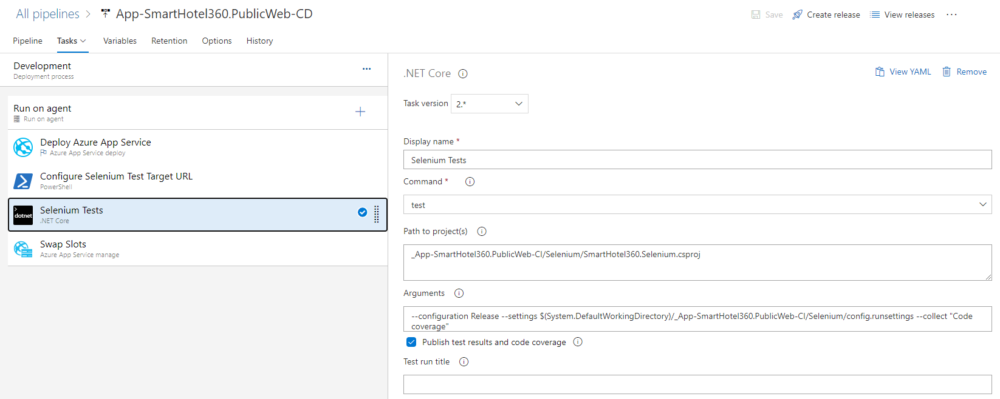 All pipelines > App-SmartHotel360.PublicWeb-CD
Save Create release View releases ...
Pipeline Tasks Variables Retention Options History
Development
Deployment process
...
Run on agent
Run on agent
Deploy Azure App Service
Azure App Service deploy
Configure Selenium Test Target URL
PowerShell
dotnet
Selenium Tests
.NET Core
Swap Slots
Azure App Service manage
.NET Core
View YAML Remove
Task version 2.*
Display name *
Selenium Tests
Command *
test
Path to project(s)
_App-SmartHotel360.PublicWeb-CI/Selenium/SmartHotel360.Selenium.csproj
Arguments
--configuration Release --settings $(System.DefaultWorkingDirectory)/_App-SmartHotel360.PublicWeb-CI/Selenium/config.runsettings --collect "Code
coverage"
Publish test results and code coverage
Test run title